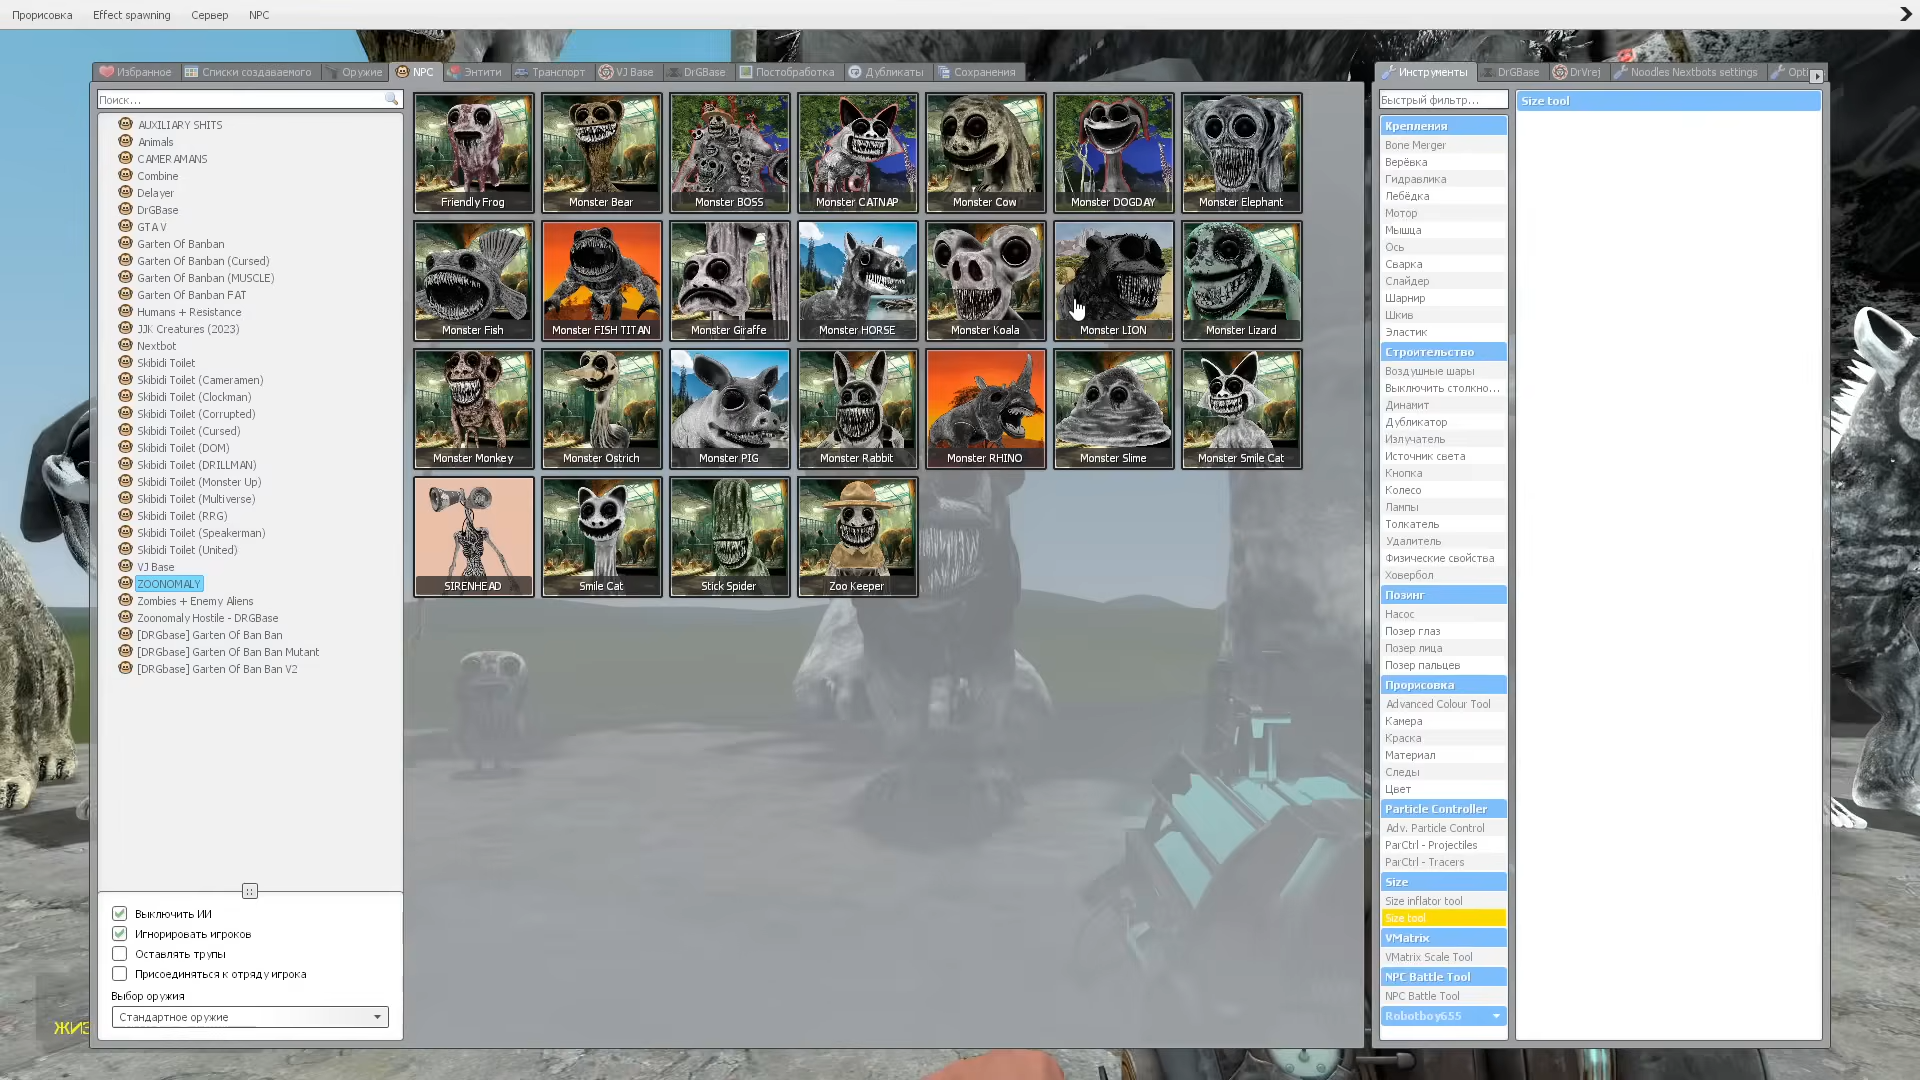 Прорисовка
Effect spawning
Сервер
NPC
Избранное
Списки создаваемого
Оружие
NPC
Энтити
Транспорт
VJ Base
DrGBase
Постобработка
Дубликаты
Сохранения
Инструменты
DrGBase
DrVrej
Noodles Nextbots settings
Opti
Поиск...
AUXILIARY SHITS
Animals
CAMERAMANS
Combine
Delayer
DrGBase
GTA V
Garten Of Banban
Garten Of Banban (Cursed)
Garten Of Banban (MUSCLE)
Garten Of Banban FAT
Humans + Resistance
JJK Creatures (2023)
Nextbot
Skibidi Toilet
Skibidi Toilet (Cameramen)
Skibidi Toilet (Clockman)
Skibidi Toilet (Corrupted)
Skibidi Toilet (Cursed)
Skibidi Toilet (DOM)
Skibidi Toilet (DRILLMAN)
Skibidi Toilet (Monster Up)
Skibidi Toilet (Multiverse)
Skibidi Toilet (RRG)
Skibidi Toilet (Speakerman)
Skibidi Toilet (United)
VJ Base
ZOONOMALY
Zombies + Enemy Aliens
Zoonomaly Hostile - DRGBase
[DRGbase] Garten Of Ban Ban
[DRGbase] Garten Of Ban Ban Mutant
[DRGbase] Garten Of Ban Ban V2
Выключить ИИ
Игнорировать игроков
Оставлять трупы
Присоединяться к отряду игрока
Выбор оружия
Стандартное оружие
ЖИЗ
Friendly Frog
Monster Bear
Monster BOSS
Monster CATNAP
Monster Cow
Monster DOGDAY
Monster Elephant
Monster Fish
Monster FISH TITAN
Monster Giraffe
Monster HORSE
Monster Koala
Monster LION
Monster Lizard
Monster Monkey
Monster Ostrich
Monster PIG
Monster Rabbit
Monster RHINO
Monster Slime
Monster Smile Cat
SIRENHEAD
Smile Cat
Stick Spider
Zoo Keeper
Быстрый фильтр...
Крепления
Bone Merger
Верёвка
Гидравлика
Лебёдка
Мотор
Мышца
Ось
Сварка
Слайдер
Шарнир
Шкив
Эластик
Строительство
Воздушные шары
Выключить столкно...
Динамит
Дубликатор
Излучатель
Источник света
Кнопка
Колесо
Лампы
Толкатель
Удалитель
Физические свойства
Ховербол
Позинг
Насос
Позер глаз
Позер лица
Позер пальцев
Прорисовка
Advanced Colour Tool
Камера
Краска
Материал
Следы
Цвет
Particle Controller
Adv. Particle Control
ParCtrl - Projectiles
ParCtrl - Tracers
Size
Size inflator tool
Size tool
VMatrix
VMatrix Scale Tool
NPC Battle Tool
NPC Battle Tool
Robotboy655
Size tool